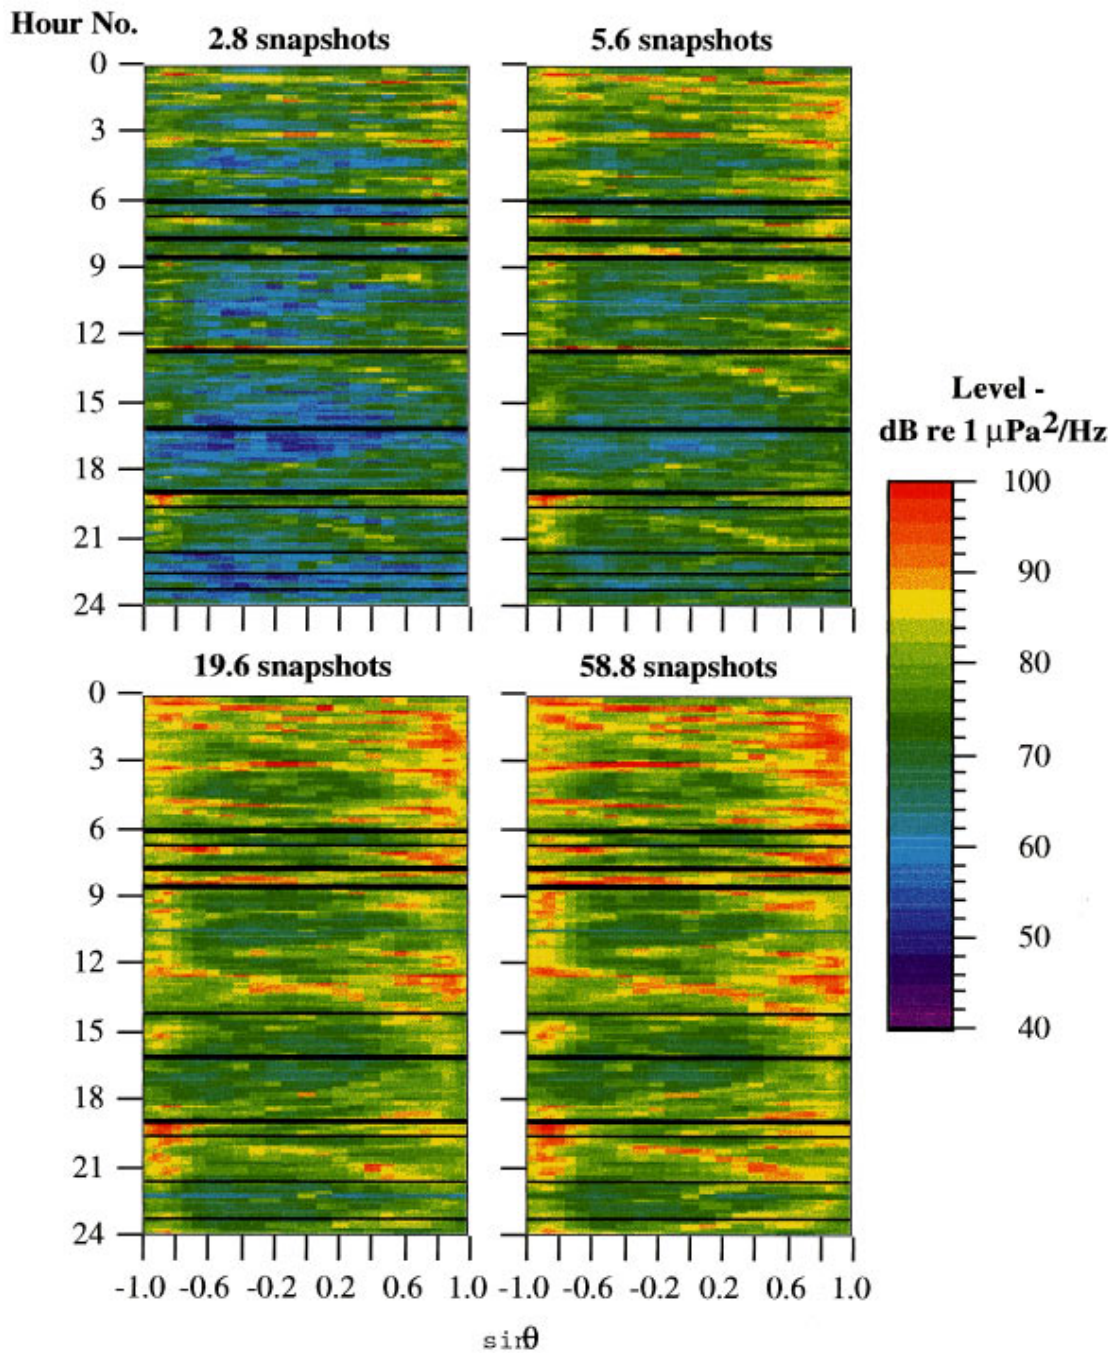 Hour No.
2.8 snapshots
5.6 snapshots
0
3
6
9
12
15
18
21
24
Level -
dB re 1 μPa²/Hz
100
90
80
70
60
50
40
19.6 snapshots
58.8 snapshots
0
3
6
9
12
15
18
21
24
-1.0 -0.6 -0.2 0.2 0.6 1.0 -1.0 -0.6 -0.2 0.2 0.6 1.0
sinθ